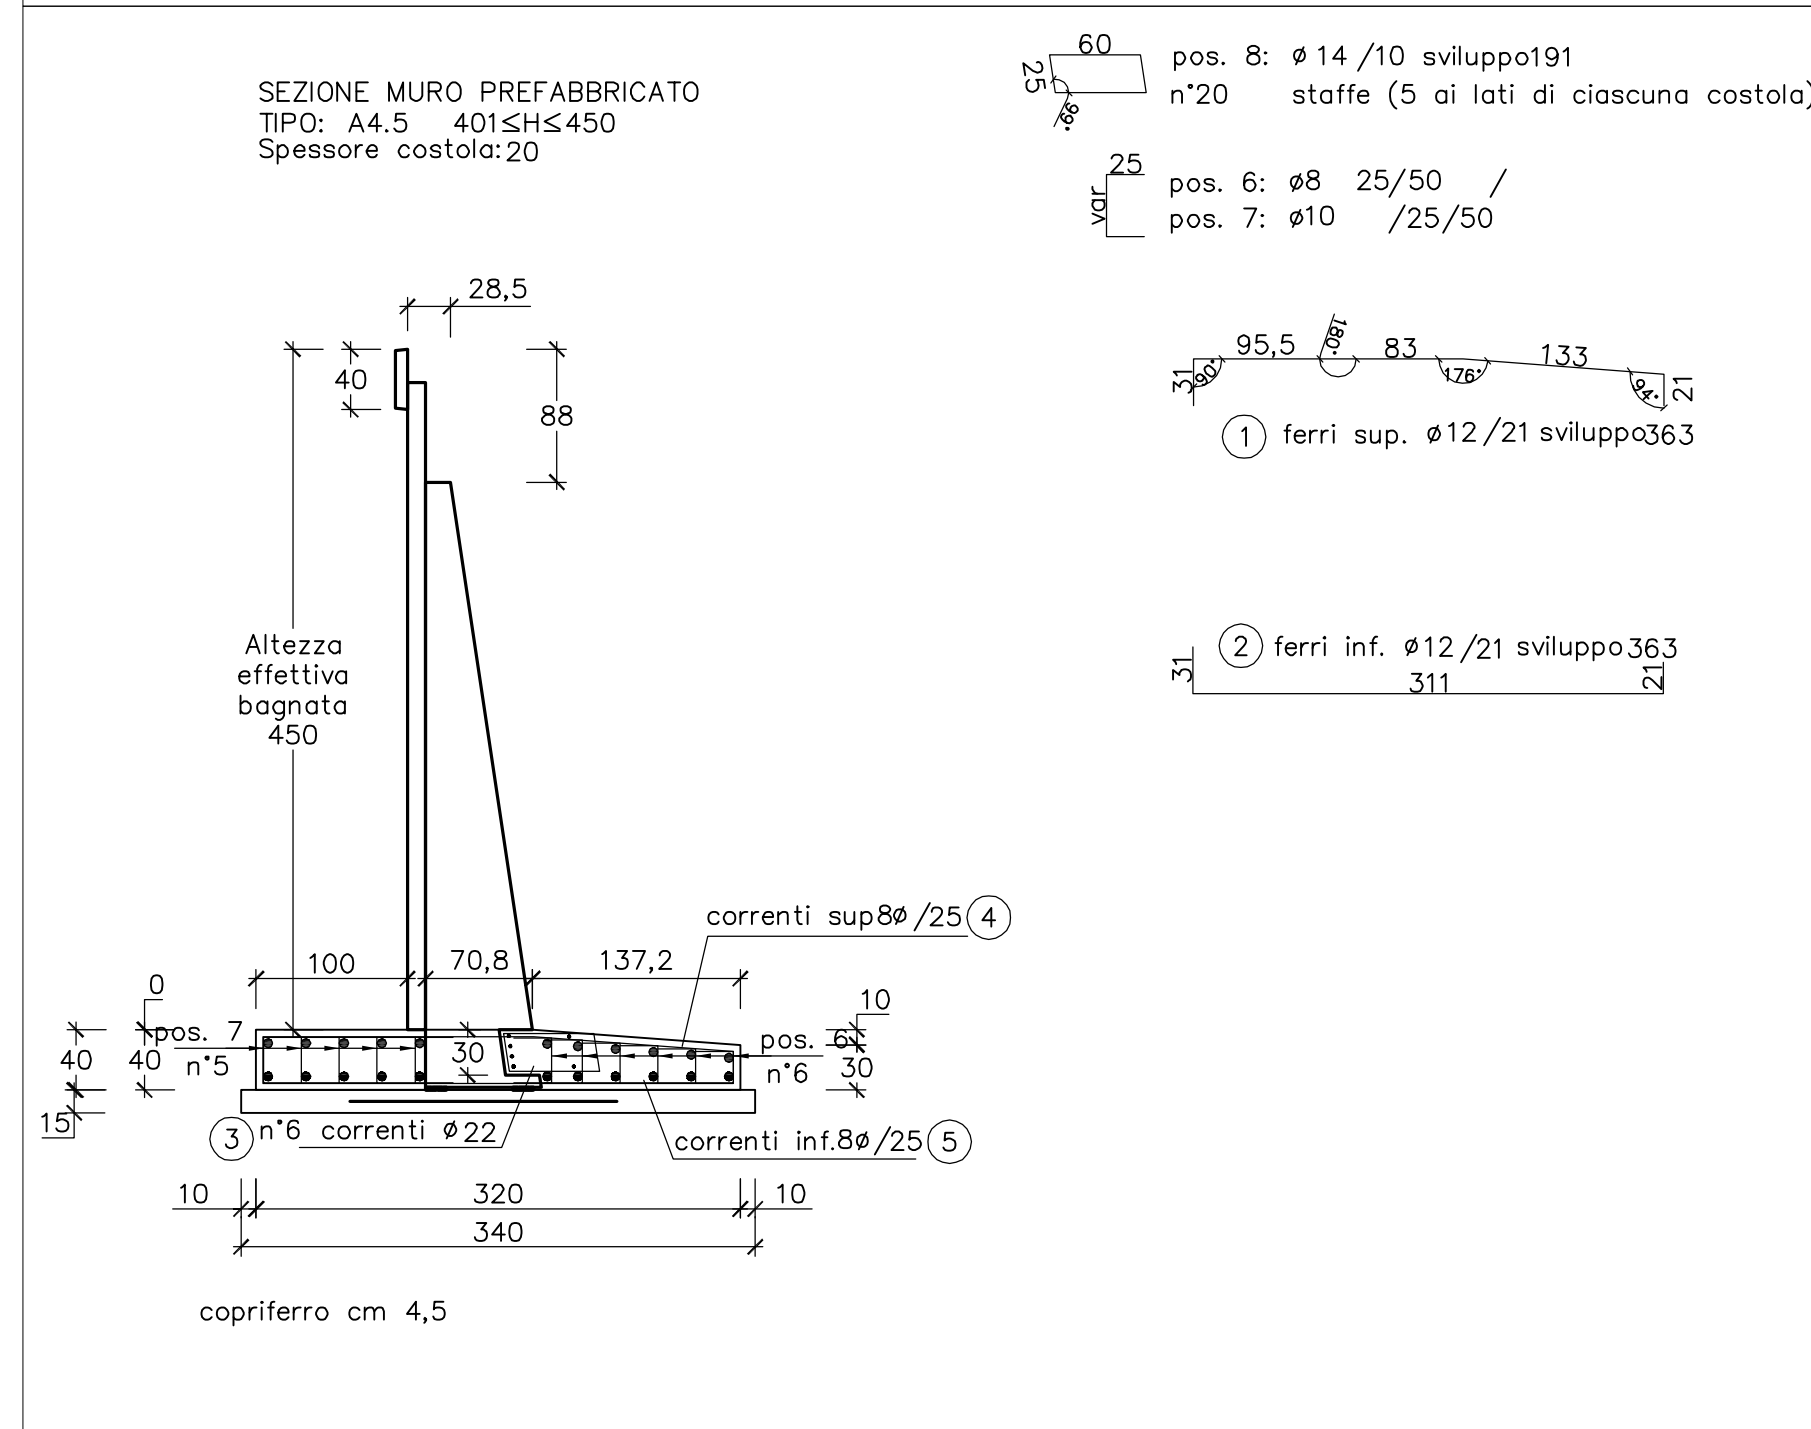 SEZIONE MURO PREFABBRICATO
TIPO: A4.5 401≤H≤450
Spessore costola:20
60
25
99°
pos. 8: ø 14 /10 sviluppo191
n°20 staffe (5 ai lati di ciascuna costola)
25
var
pos. 6: ø8 25/50 /
pos. 7: ø10 /25/50
28,5
40
88
Altezza
effettiva
bagnata
450
31
90°
95,5
180°
83
176°
133
94°
21
1 ferri sup. ø12/21 sviluppo363
2 ferri inf. ø12/21 sviluppo363
31
311
21
correnti sup8ø/25 4
100
70,8
137,2
0
10
pos. 7
n°5
40
40
30
pos. 6
n°6
30
15
3 n°6 correnti ø22
correnti inf.8ø/25 5
10
320
10
340
copriferro cm 4,5